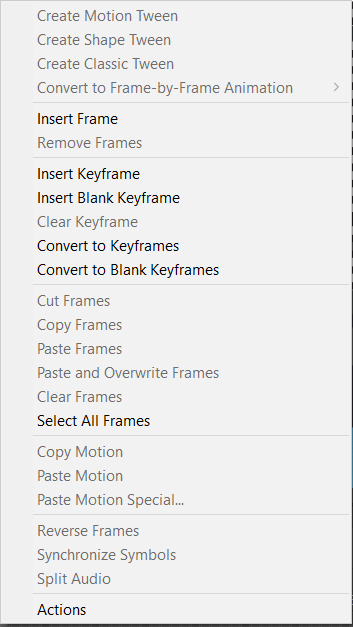 Create Motion Tween
Create Shape Tween
Create Classic Tween
Convert to Frame-by-Frame Animation
Insert Frame
Remove Frames
Insert Keyframe
Insert Blank Keyframe
Clear Keyframe
Convert to Keyframes
Convert to Blank Keyframes
Cut Frames
Copy Frames
Paste Frames
Paste and Overwrite Frames
Clear Frames
Select All Frames
Copy Motion
Paste Motion
Paste Motion Special...
Reverse Frames
Synchronize Symbols
Split Audio
Actions